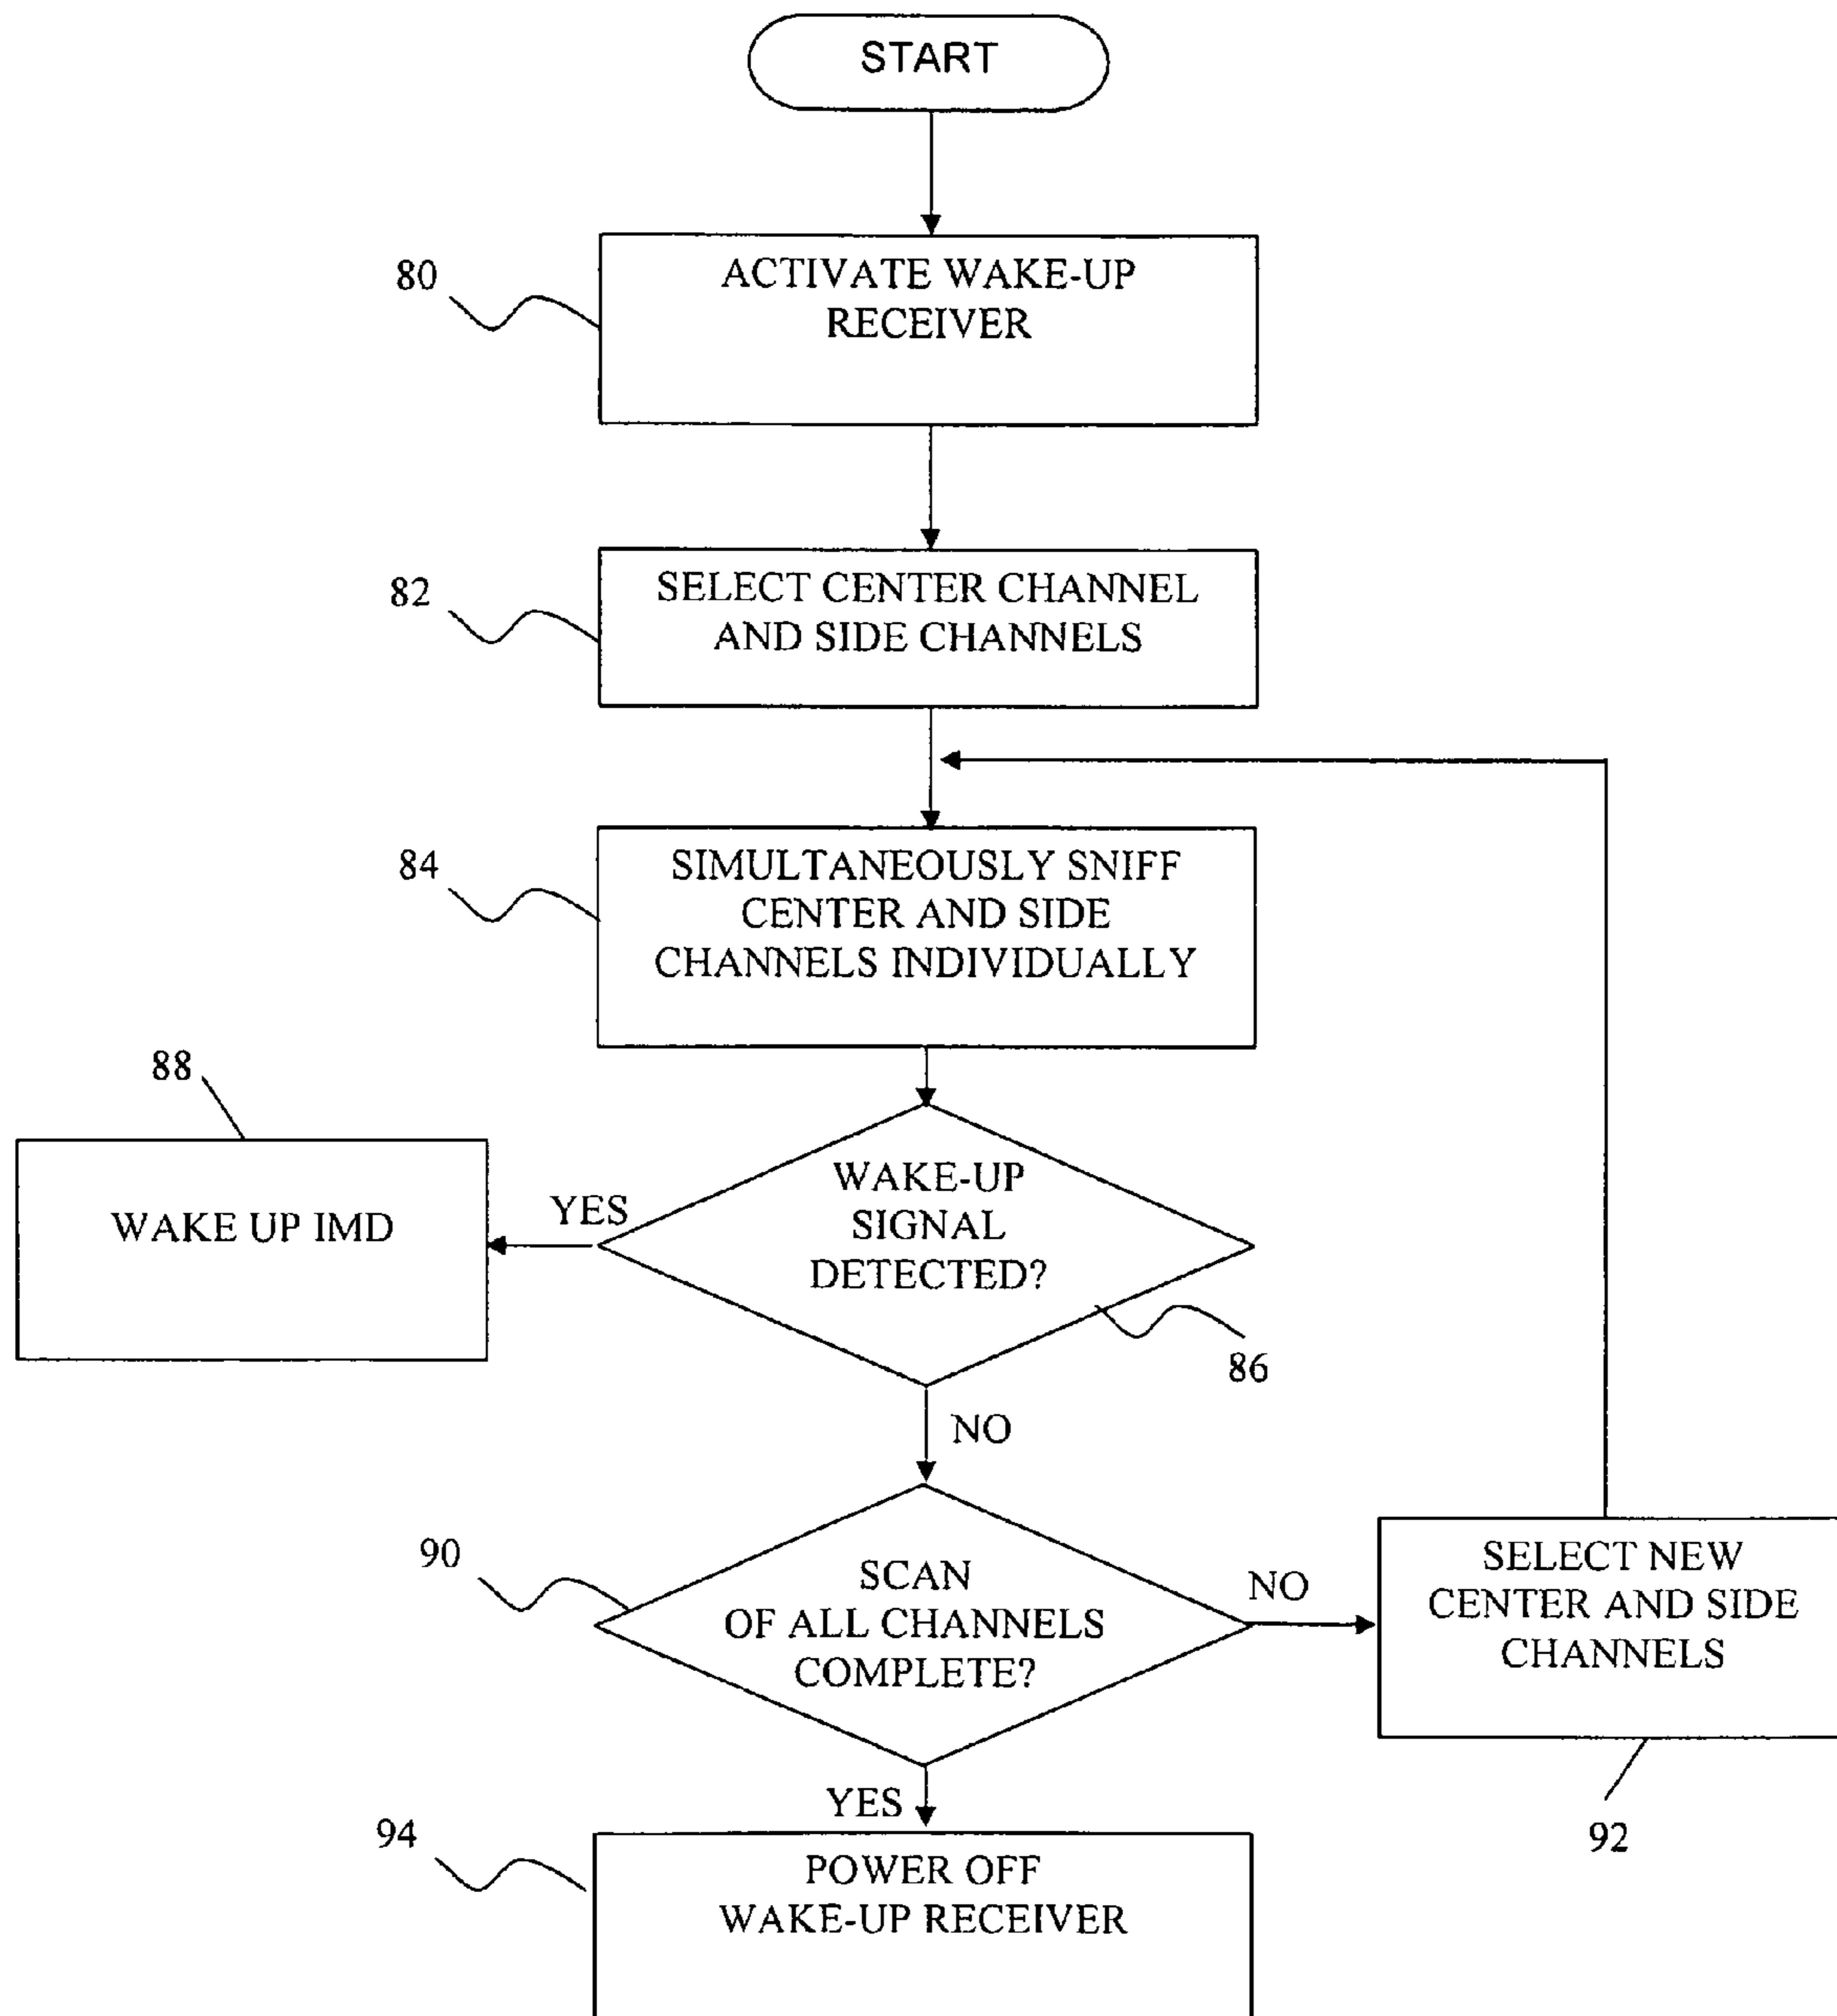 START
80
ACTIVATE WAKE-UP
RECEIVER
82
SELECT CENTER CHANNEL
AND SIDE CHANNELS
84
SIMULTANEOUSLY SNIFF
CENTER AND SIDE
CHANNELS INDIVIDUALLY
88
WAKE UP IMD
YES
WAKE-UP
SIGNAL
DETECTED?
86
NO
90
SCAN
OF ALL CHANNELS
COMPLETE?
NO
SELECT NEW
CENTER AND SIDE
CHANNELS
92
YES
94
POWER OFF
WAKE-UP RECEIVER